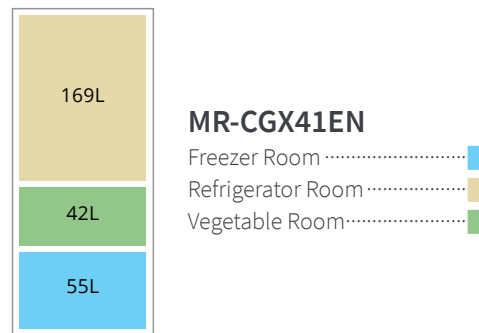 169L
42L
55L
MR-CGX41EN
Freezer Room
Refrigerator Room
Vegetable Room